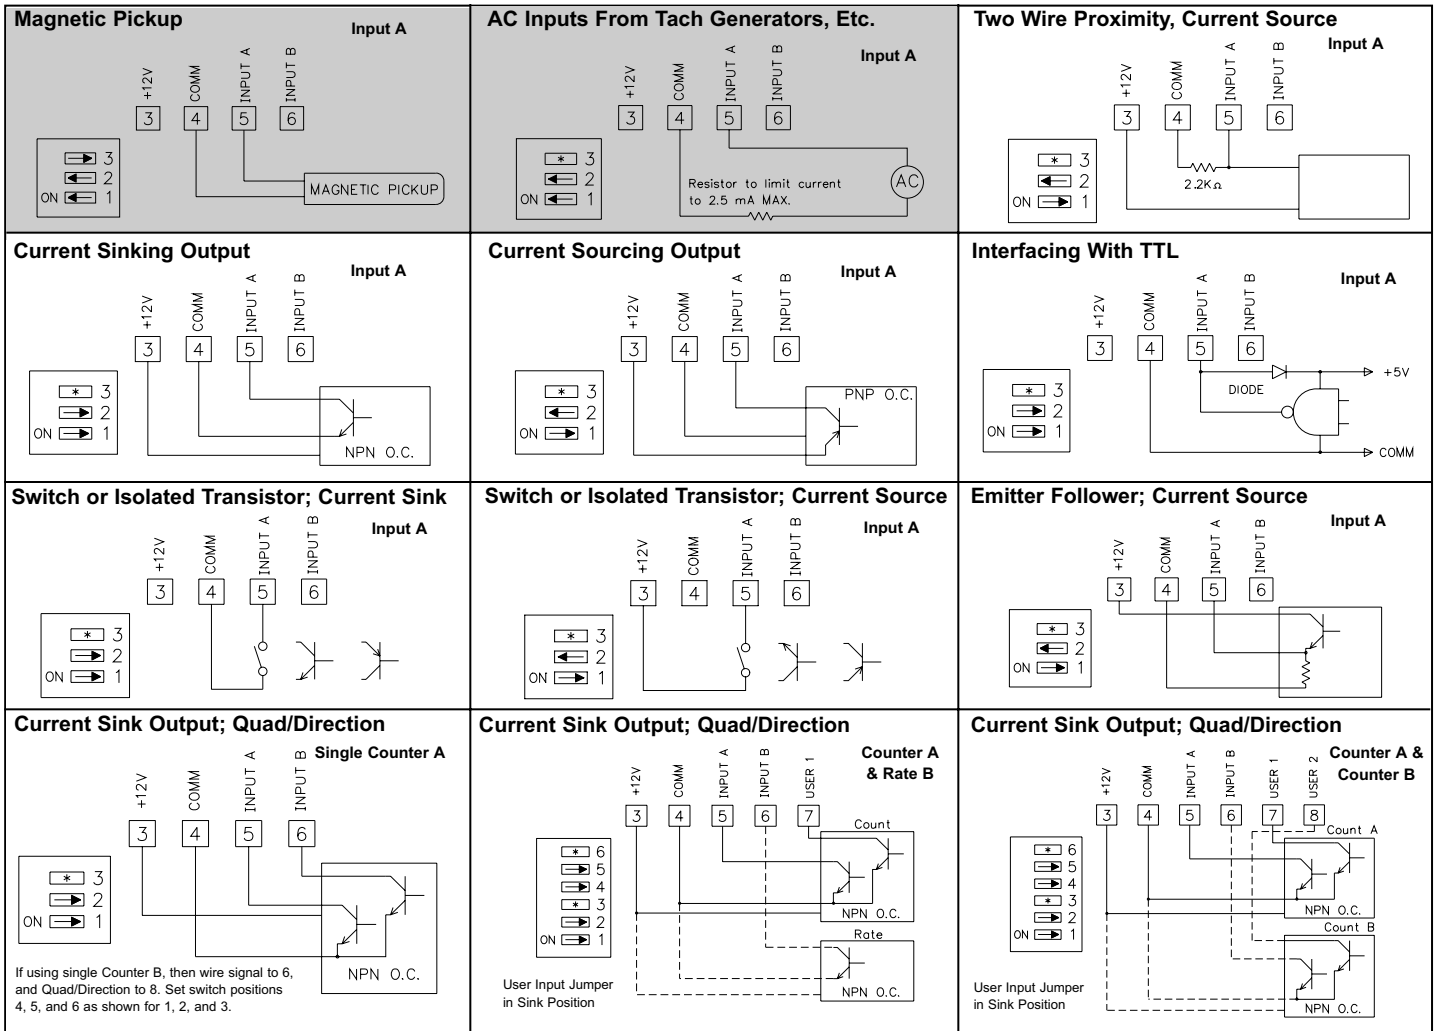 Magnetic Pickup
Input A
+12V COMM INPUT A INPUT B
3 4 5 6
3
2
ON 1
MAGNETIC PICKUP
AC Inputs From Tach Generators, Etc.
Input A
+12V COMM INPUT A INPUT B
3 4 5 6
* 3
2
ON 1
Resistor to limit current
to 2.5 mA MAX.
AC
Two Wire Proximity, Current Source
Input A
+12V COMM INPUT A INPUT B
3 4 5 6
* 3
2
ON 1
2.2KΩ
Current Sinking Output
Input A
+12V COMM INPUT A INPUT B
3 4 5 6
* 3
2
ON 1
NPN O.C.
Current Sourcing Output
Input A
+12V COMM INPUT A INPUT B
3 4 5 6
* 3
2
ON 1
PNP O.C.
Interfacing With TTL
Input A
+12V COMM INPUT A INPUT B
3 4 5 6
* 3
2
ON 1
DIODE
+5V
COMM
Switch or Isolated Transistor; Current Sink
Input A
+12V COMM INPUT A INPUT B
3 4 5 6
* 3
2
ON 1
Switch or Isolated Transistor; Current Source
Input A
+12V COMM INPUT A INPUT B
3 4 5 6
* 3
2
ON 1
Emitter Follower; Current Source
Input A
+12V COMM INPUT A INPUT B
3 4 5 6
* 3
2
ON 1
Current Sink Output; Quad/Direction
Single Counter A
+12V COMM INPUT A INPUT B
3 4 5 6
* 3
2
ON 1
NPN O.C.
If using single Counter B, then wire signal to 6,
and Quad/Direction to 8. Set switch positions
4, 5, and 6 as shown for 1, 2, and 3.
Current Sink Output; Quad/Direction
Counter A
& Rate B
+12V COMM INPUT A INPUT B USER 1
3 4 5 6 7
Count
* 6
5
4
* 3
2
ON 1
NPN O.C.
Rate
NPN O.C.
User Input Jumper
in Sink Position
Current Sink Output; Quad/Direction
Counter A &
Counter B
+12V COMM INPUT A INPUT B USER 1 USER 2
3 4 5 6 7 8
Count A
* 6
5
4
* 3
2
ON 1
NPN O.C.
Count B
NPN O.C.
User Input Jumper
in Sink Position